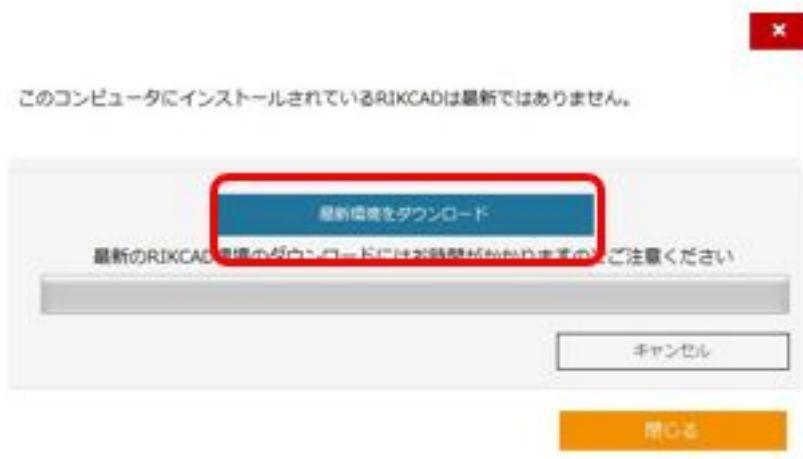 このコンピュータにインストールされているRIKCADは最新ではありません。
最新環境をダウンロード
最新のRIKCAD環境のダウンロードにはお時間がかかりますのでご注意ください
キャンセル
閉じる